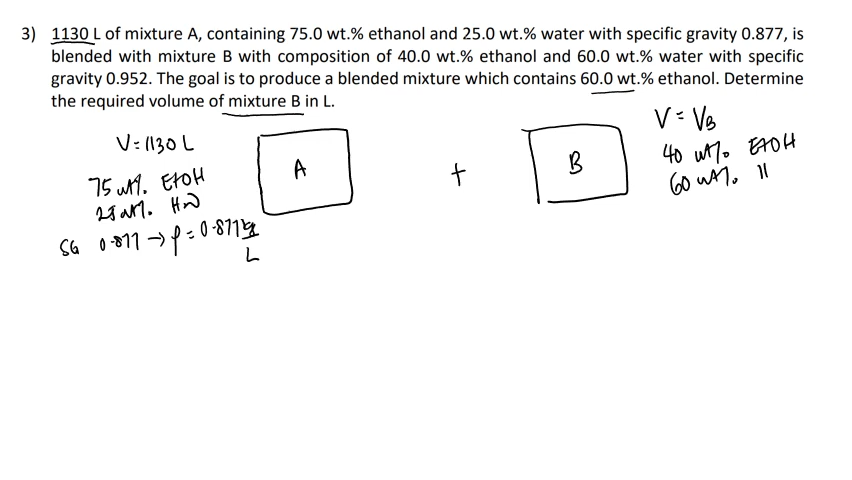 3) 1130 L of mixture A, containing 75.0 wt.% ethanol and 25.0 wt.% water with specific gravity 0.877, is
blended with mixture B with composition of 40.0 wt.% ethanol and 60.0 wt.% water with specific
gravity 0.952. The goal is to produce a blended mixture which contains 60.0 wt.% ethanol. Determine
the required volume of mixture B in L.
V = 1130 L
75 wt%. EtOH
25 wt%. H2O
SG 0.877 → ρ = 0.877 kg/L
A
+
B
V = VB
40 wt% EtOH
60 wt%. 11